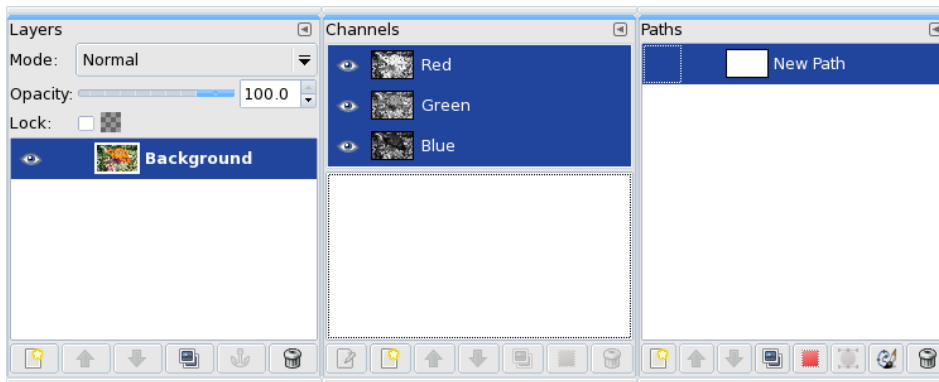 Layers
Mode: Normal
Opacity: 100.0
Lock:
Background
Channels
Red
Green
Blue
Paths
New Path